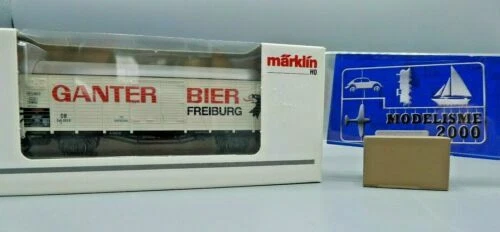 märklin
H0
GANTER BIER
FREIBURG
DB
MODELISME
2000